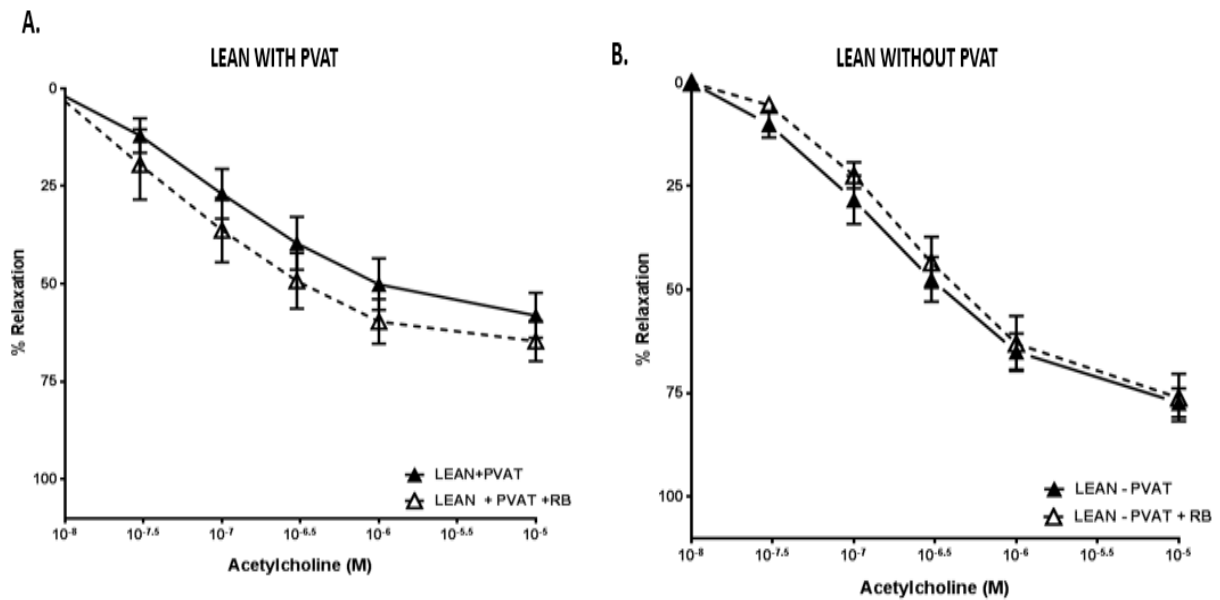 A.
LEAN WITH PVAT
0
25
50
75
100
% Relaxation
10-8
10-7.5
10-7
10-6.5
10-6
10-5.5
10-5
Acetylcholine (M)
LEAN+PVAT
LEAN + PVAT +RB
B.
LEAN WITHOUT PVAT
0
25
50
75
100
% Relaxation
10-8
10-7.5
10-7
10-6.5
10-6
10-5.5
10-5
Acetylcholine (M)
LEAN - PVAT
LEAN - PVAT + RB